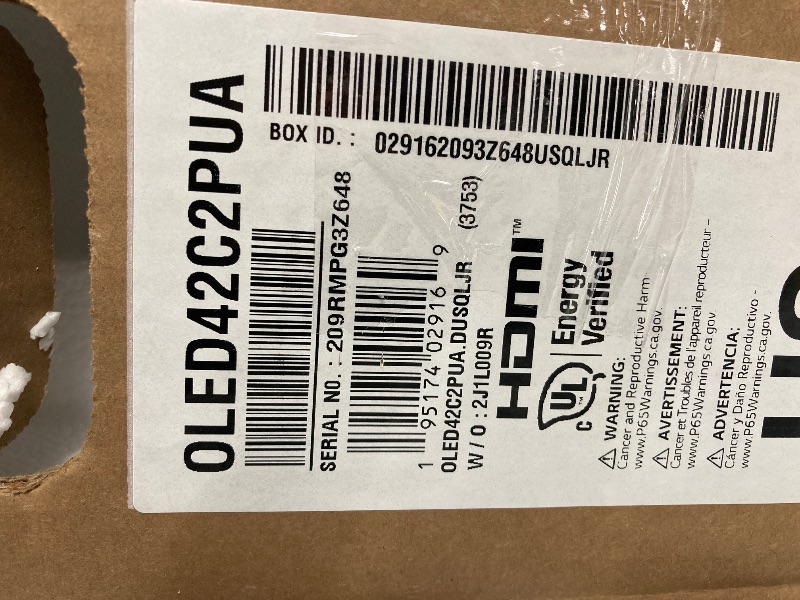 OLED42C2PUA
BOX ID. : 029162093Z648USQLJR
SERIAL NO. : 209RMPG3Z648
1 95174 02916 9
OLED42C2PUA.DUSQLJR (3753)
W / O : 2J1L009R
HDMI™
C UL™ Energy
Verified
⚠ WARNING:
Cancer and Reproductive Harm
www.P65Warnings.ca.gov.
⚠ AVERTISSEMENT:
Cancer et Troubles de l'appareil reproducteur –
www.P65Warnings.ca.gov.
⚠ ADVERTENCIA:
Cáncer y Daño Reproductivo -
www.P65Warnings.ca.gov.